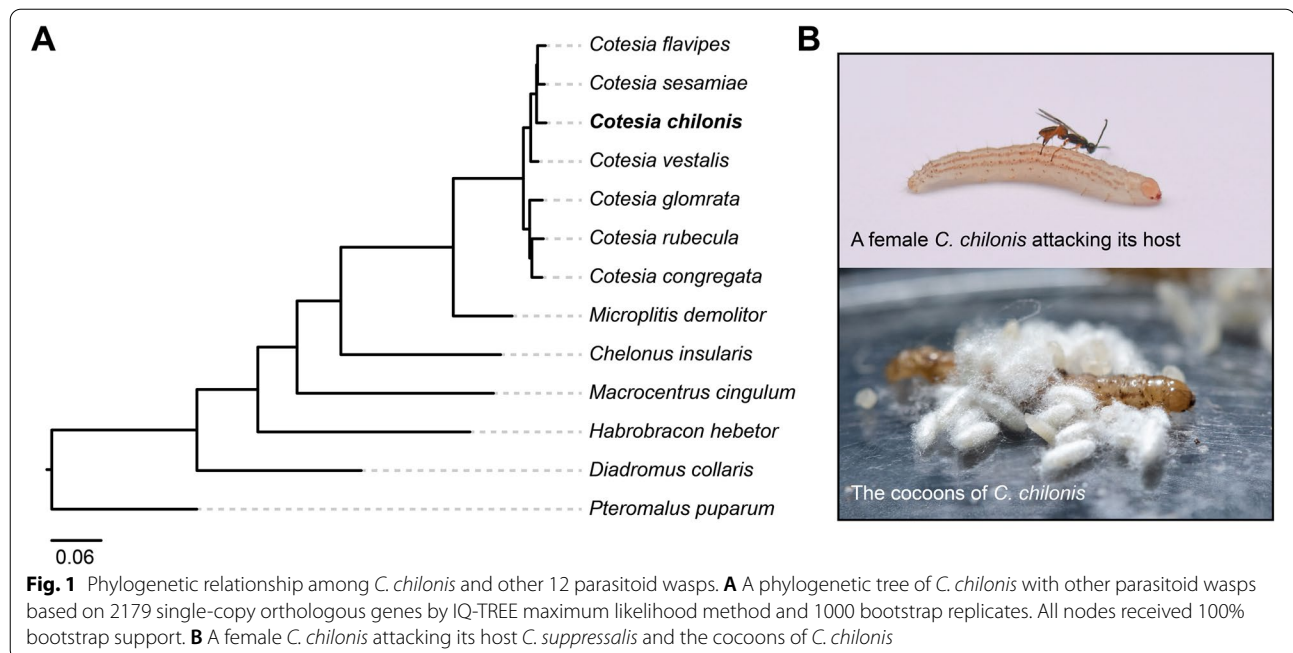 A
B
Cotesia flavipes
Cotesia sesamiae
Cotesia chilonis
Cotesia vestalis
Cotesia glomrata
Cotesia rubecula
Cotesia congregata
Microplitis demolitor
Chelonus insularis
Macrocentrus cingulum
Habrobracon hebetor
Diadromus collaris
Pteromalus puparum
0.06
A female C. chilonis attacking its host
The cocoons of C. chilonis
Fig. 1 Phylogenetic relationship among C. chilonis and other 12 parasitoid wasps. A A phylogenetic tree of C. chilonis with other parasitoid wasps
based on 2179 single-copy orthologous genes by IQ-TREE maximum likelihood method and 1000 bootstrap replicates. All nodes received 100%
bootstrap support. B A female C. chilonis attacking its host C. suppressalis and the cocoons of C. chilonis